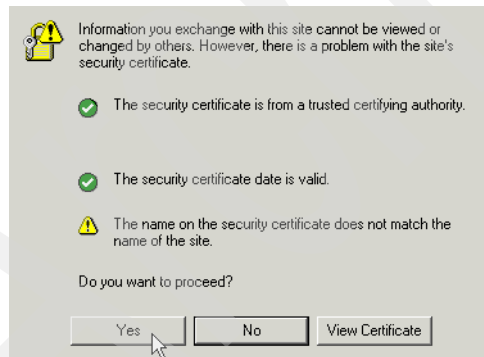 Information you exchange with this site cannot be viewed or
changed by others. However, there is a problem with the site's
security certificate.
The security certificate is from a trusted certifying authority.
The security certificate date is valid.
The name on the security certificate does not match the
name of the site.
Do you want to proceed?
Yes No View Certificate